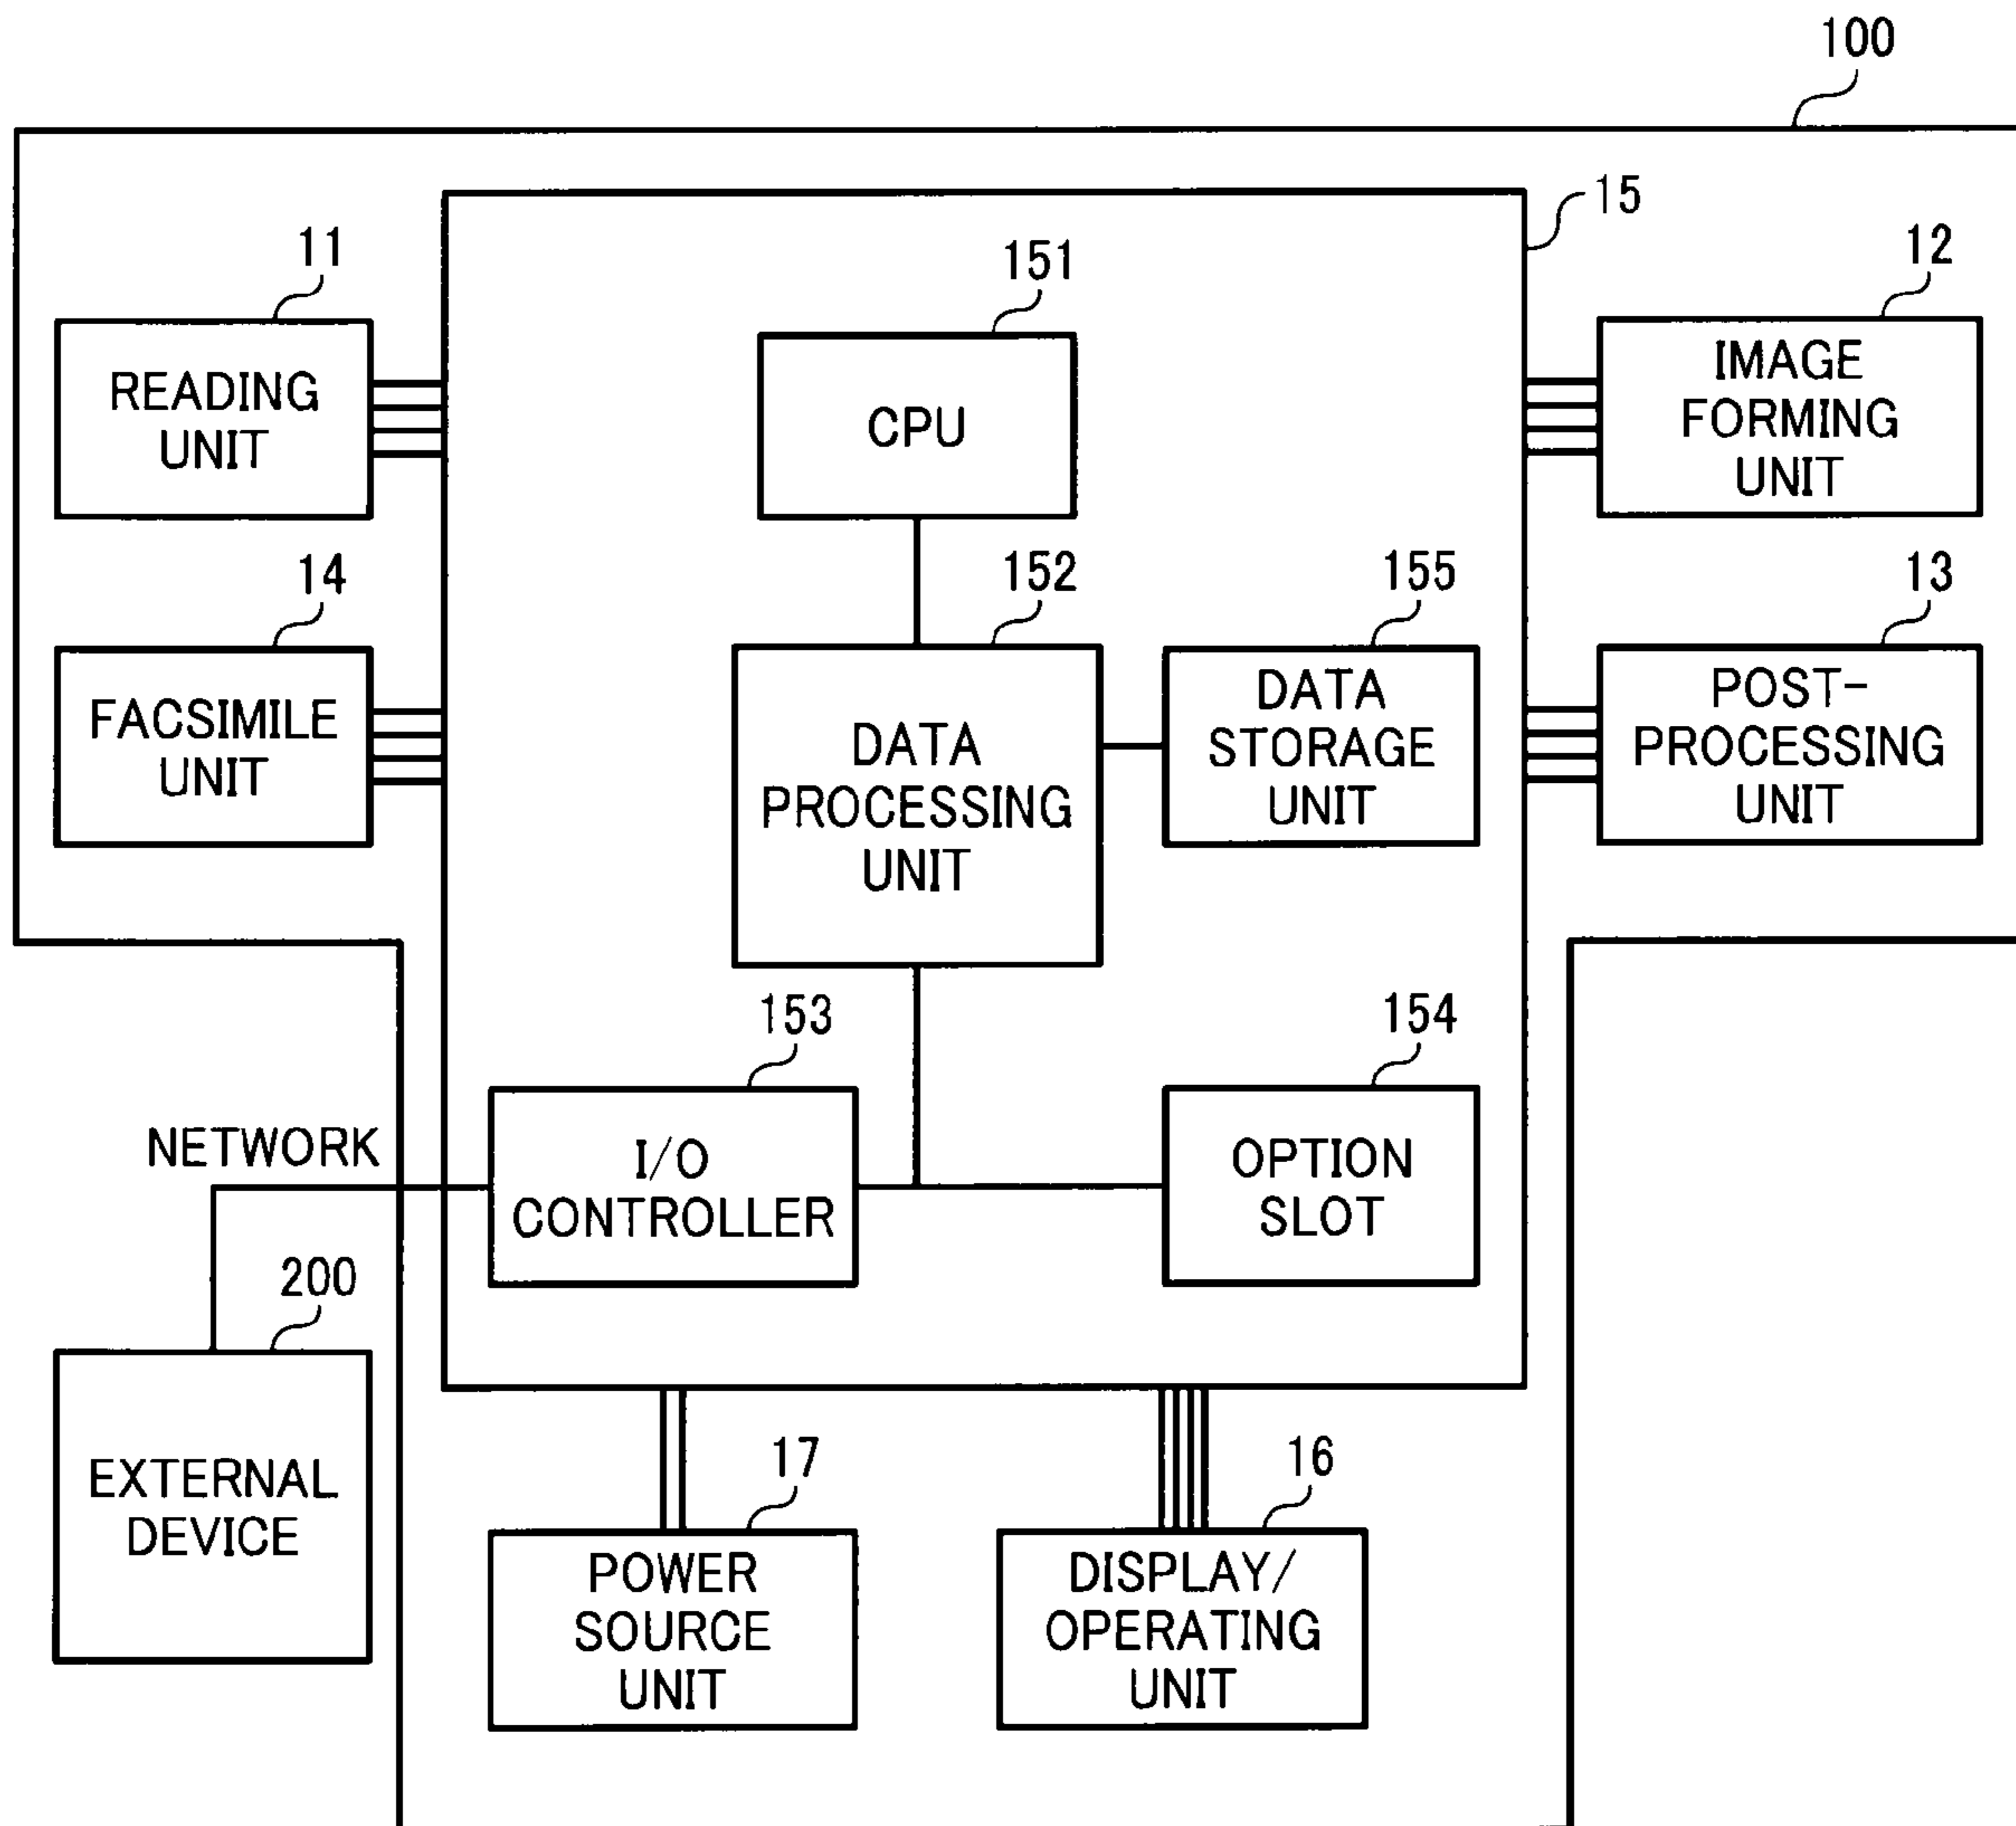 100
15
11
READING
UNIT
151
CPU
12
IMAGE
FORMING
UNIT
14
FACSIMILE
UNIT
152
DATA
PROCESSING
UNIT
155
DATA
STORAGE
UNIT
13
POST-
PROCESSING
UNIT
153
I/O
CONTROLLER
154
OPTION
SLOT
NETWORK
200
EXTERNAL
DEVICE
17
POWER
SOURCE
UNIT
16
DISPLAY/
OPERATING
UNIT